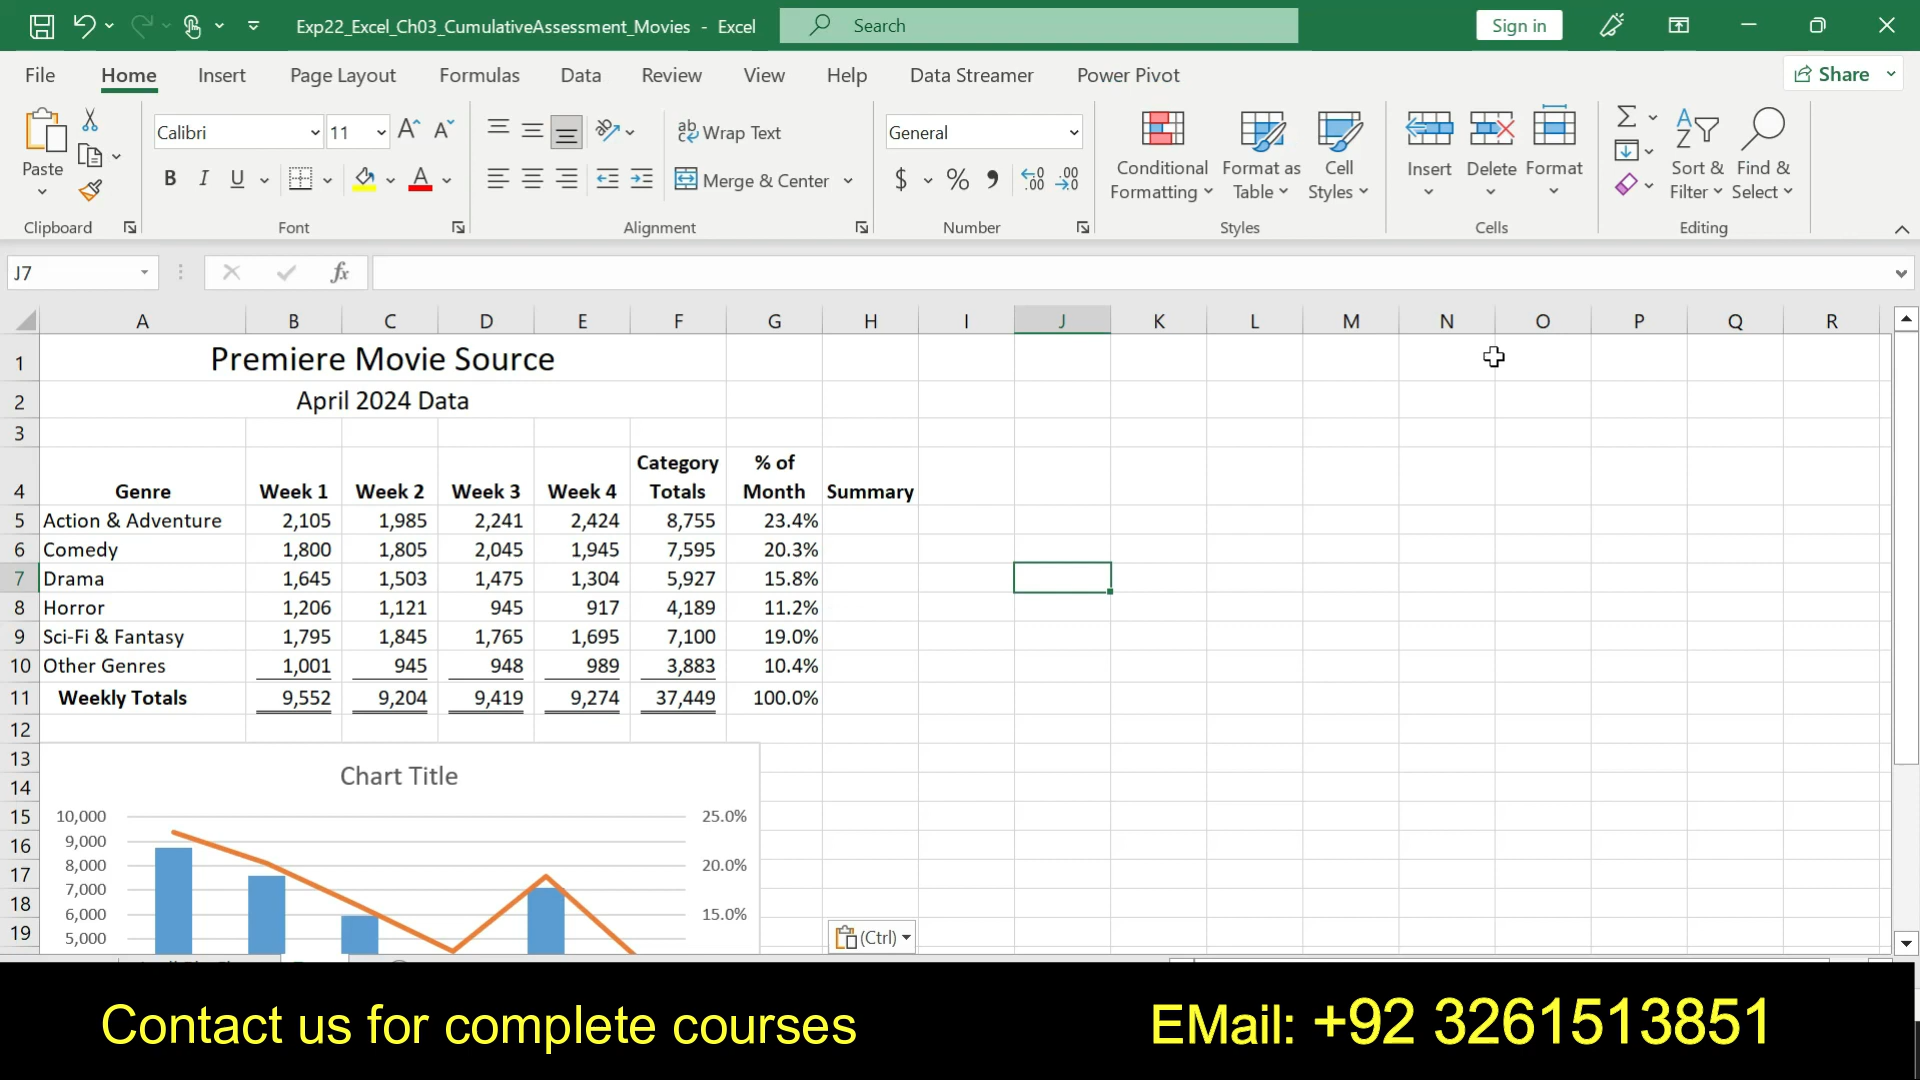 Exp22_Excel_Ch03_CumulativeAssessment_Movies - Excel
Search
Sign in
File Home Insert Page Layout Formulas Data Review View Help Data Streamer Power Pivot
Share
Paste
Clipboard
Calibri 11
B I U A
Font
Wrap Text
Merge & Center
Alignment
General
$ % 9
Number
Conditional Formatting
Format as Table
Cell Styles
Styles
Insert Delete Format
Cells
Sort & Filter
Find & Select
Editing
J7
fx
A B C D E F G H I J K L M N O P Q R
1 Premiere Movie Source
2 April 2024 Data
3
4 Genre Week 1 Week 2 Week 3 Week 4 Category Totals % of Month Summary
5 Action & Adventure 2,105 1,985 2,241 2,424 8,755 23.4%
6 Comedy 1,800 1,805 2,045 1,945 7,595 20.3%
7 Drama 1,645 1,503 1,475 1,304 5,927 15.8%
8 Horror 1,206 1,121 945 917 4,189 11.2%
9 Sci-Fi & Fantasy 1,795 1,845 1,765 1,695 7,100 19.0%
10 Other Genres 1,001 945 948 989 3,883 10.4%
11 Weekly Totals 9,552 9,204 9,419 9,274 37,449 100.0%
12
13
14
15
16
17
18
19
Chart Title
10,000 25.0%
9,000
8,000 20.0%
7,000
6,000 15.0%
5,000
(Ctrl)
Contact us for complete courses
EMail: +92 3261513851